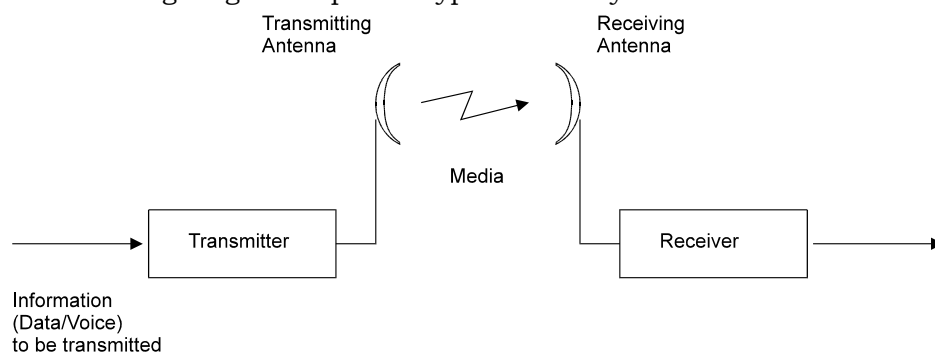 Transmitting
Antenna
Receiving
Antenna
Media
Transmitter
Receiver
Information
(Data/Voice)
to be transmitted